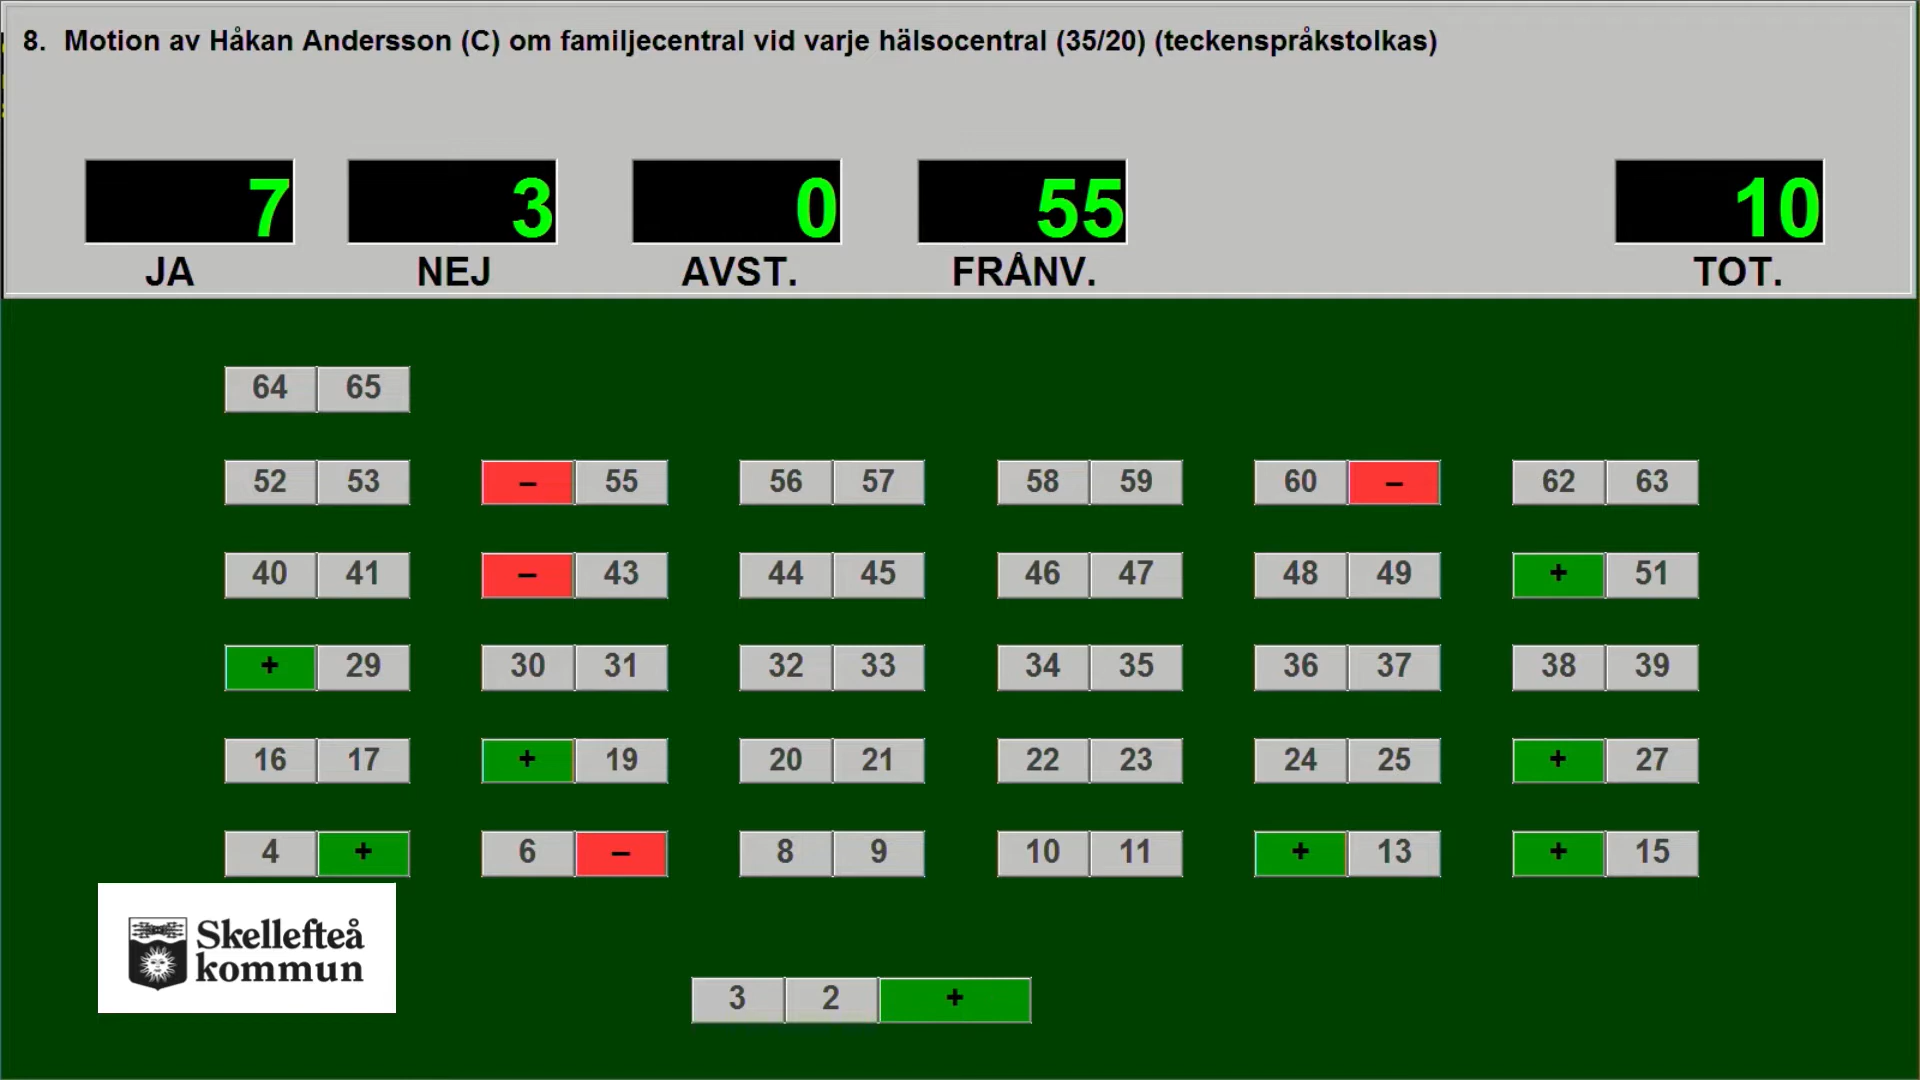 8. Motion av Håkan Andersson (C) om familjecentral vid varje hälsocentral (35/20) (teckenspråkstolkas)
7 3 0 55 10
JA NEJ AVST. FRÅNV. TOT.
64 65
52 53 – 55 56 57 58 59 60 – 62 63
40 41 – 43 44 45 46 47 48 49 + 51
+ 29 30 31 32 33 34 35 36 37 38 39
16 17 + 19 20 21 22 23 24 25 + 27
4 + 6 – 8 9 10 11 + 13 + 15
Skellefteå
kommun
3 2 +